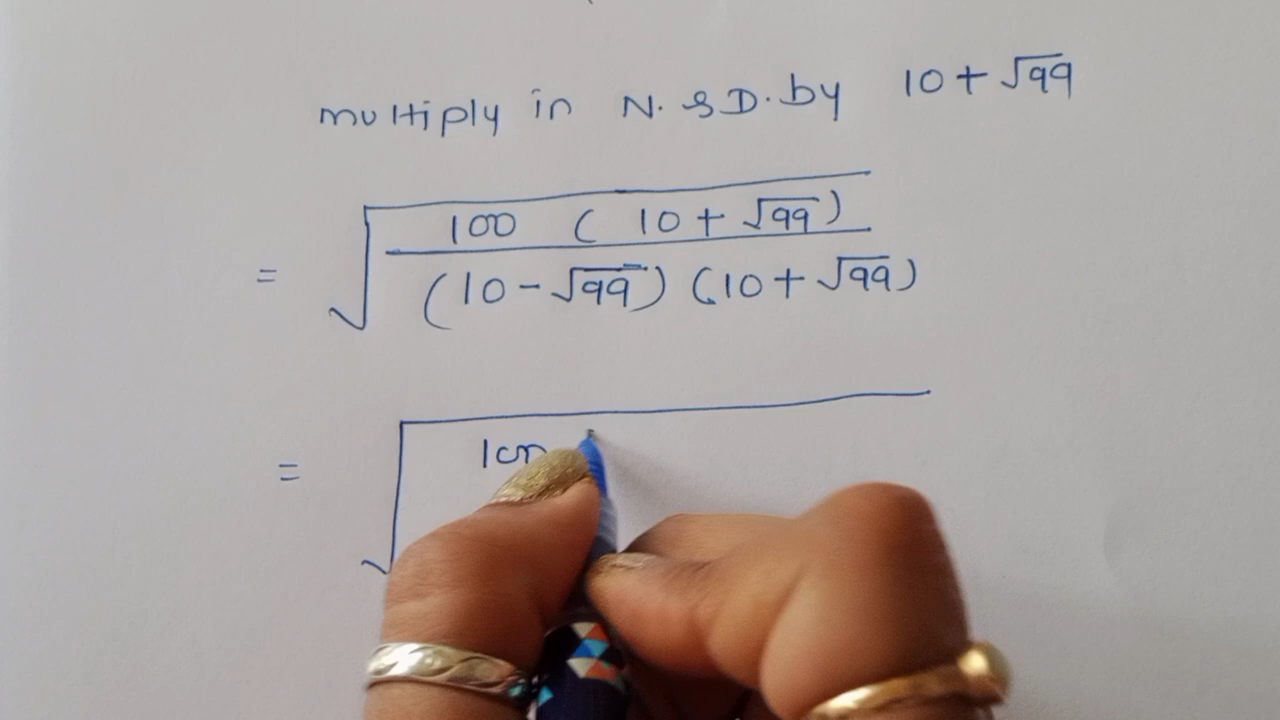 multiply in N. & D. by 10 + √99
= √(100 ( 10 + √99 )
(10 - √99) (10 + √99))
= √ 100